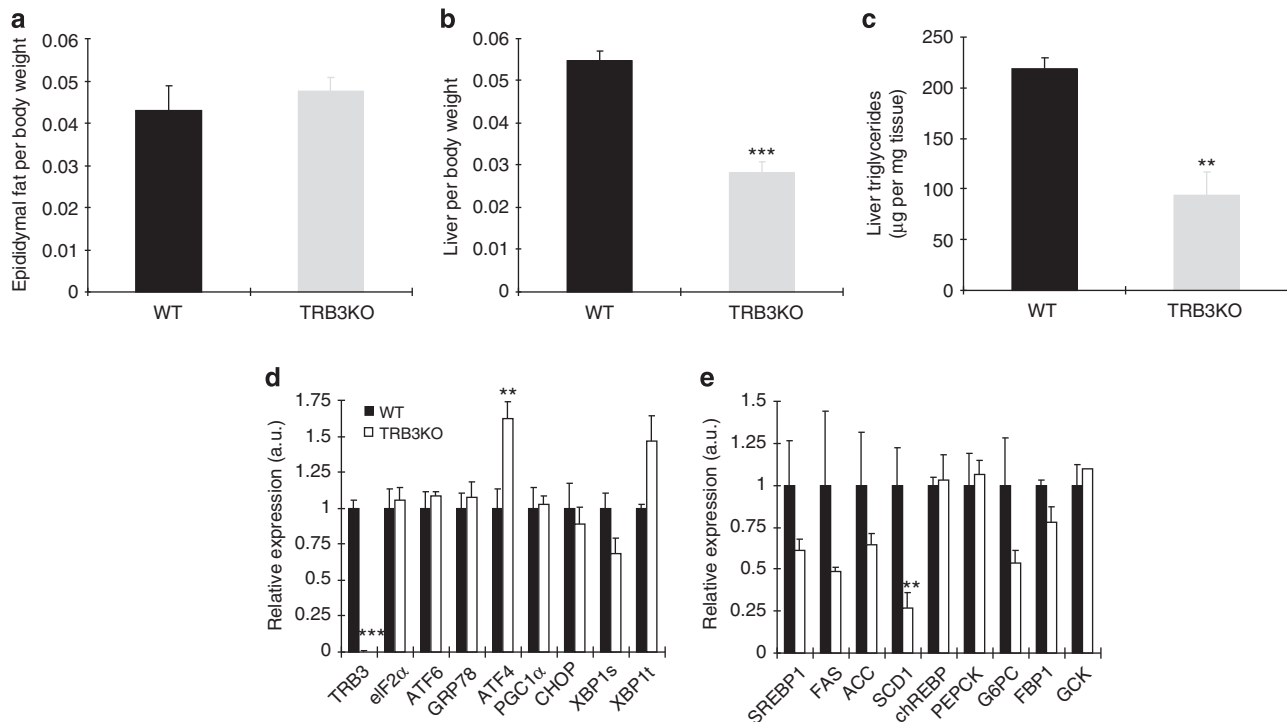 a
Epididymal fat per body weight
0.06
0.05
0.04
0.03
0.02
0.01
0
WT
TRB3KO
b
Liver per body weight
0.06
0.05
0.04
0.03
0.02
0.01
0
***
WT
TRB3KO
c
Liver triglycerides
(µg per mg tissue)
250
200
150
100
50
0
**
WT
TRB3KO
d
Relative expression (a.u.)
1.75
1.5
1.25
1
0.75
0.5
0.25
0
WT
TRB3KO
**
***
TRB3
eIF2α
ATF6
GRP78
ATF4
PGC1α
CHOP
XBP1s
XBP1t
e
Relative expression (a.u.)
1.5
1.25
1
0.75
0.5
0.25
0
**
SREBP1
FAS
ACC
SCD1
chREBP
PEPCK
G6PC
FBP1
GCK